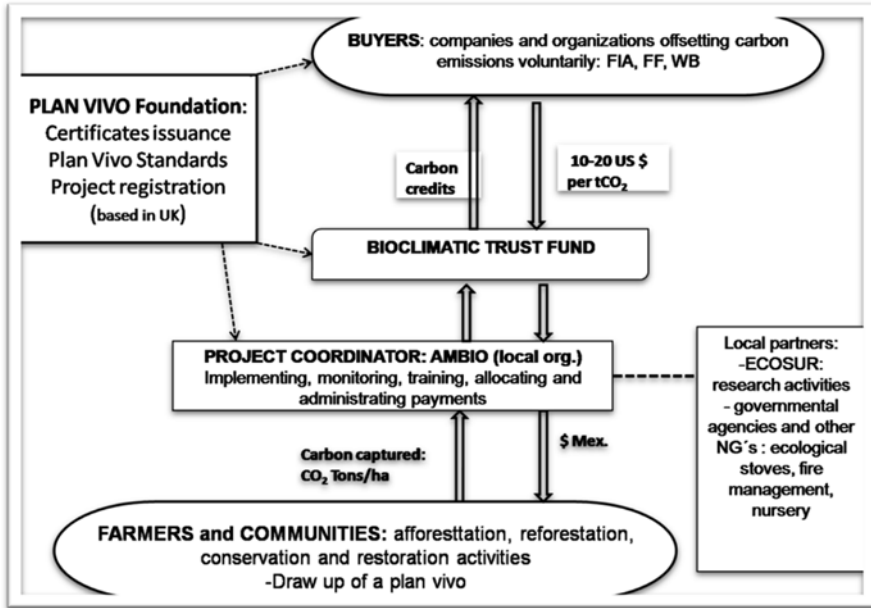 BUYERS: companies and organizations offsetting carbon
emissions voluntarily: FIA, FF, WB
PLAN VIVO Foundation:
Certificates issuance
Plan Vivo Standards
Project registration
(based in UK)
Carbon
credits
10-20 US $
per tCO₂
BIOCLIMATIC TRUST FUND
PROJECT COORDINATOR: AMBIO (local org.)
Implementing, monitoring, training, allocating and
administrating payments
Local partners:
-ECOSUR:
research activities
- governmental
agencies and other
NG´s : ecological
stoves, fire
management,
nursery
Carbon captured:
CO₂ Tons/ha
$ Mex.
FARMERS and COMMUNITIES: afforesttation, reforestation,
conservation and restoration activities
-Draw up of a plan vivo